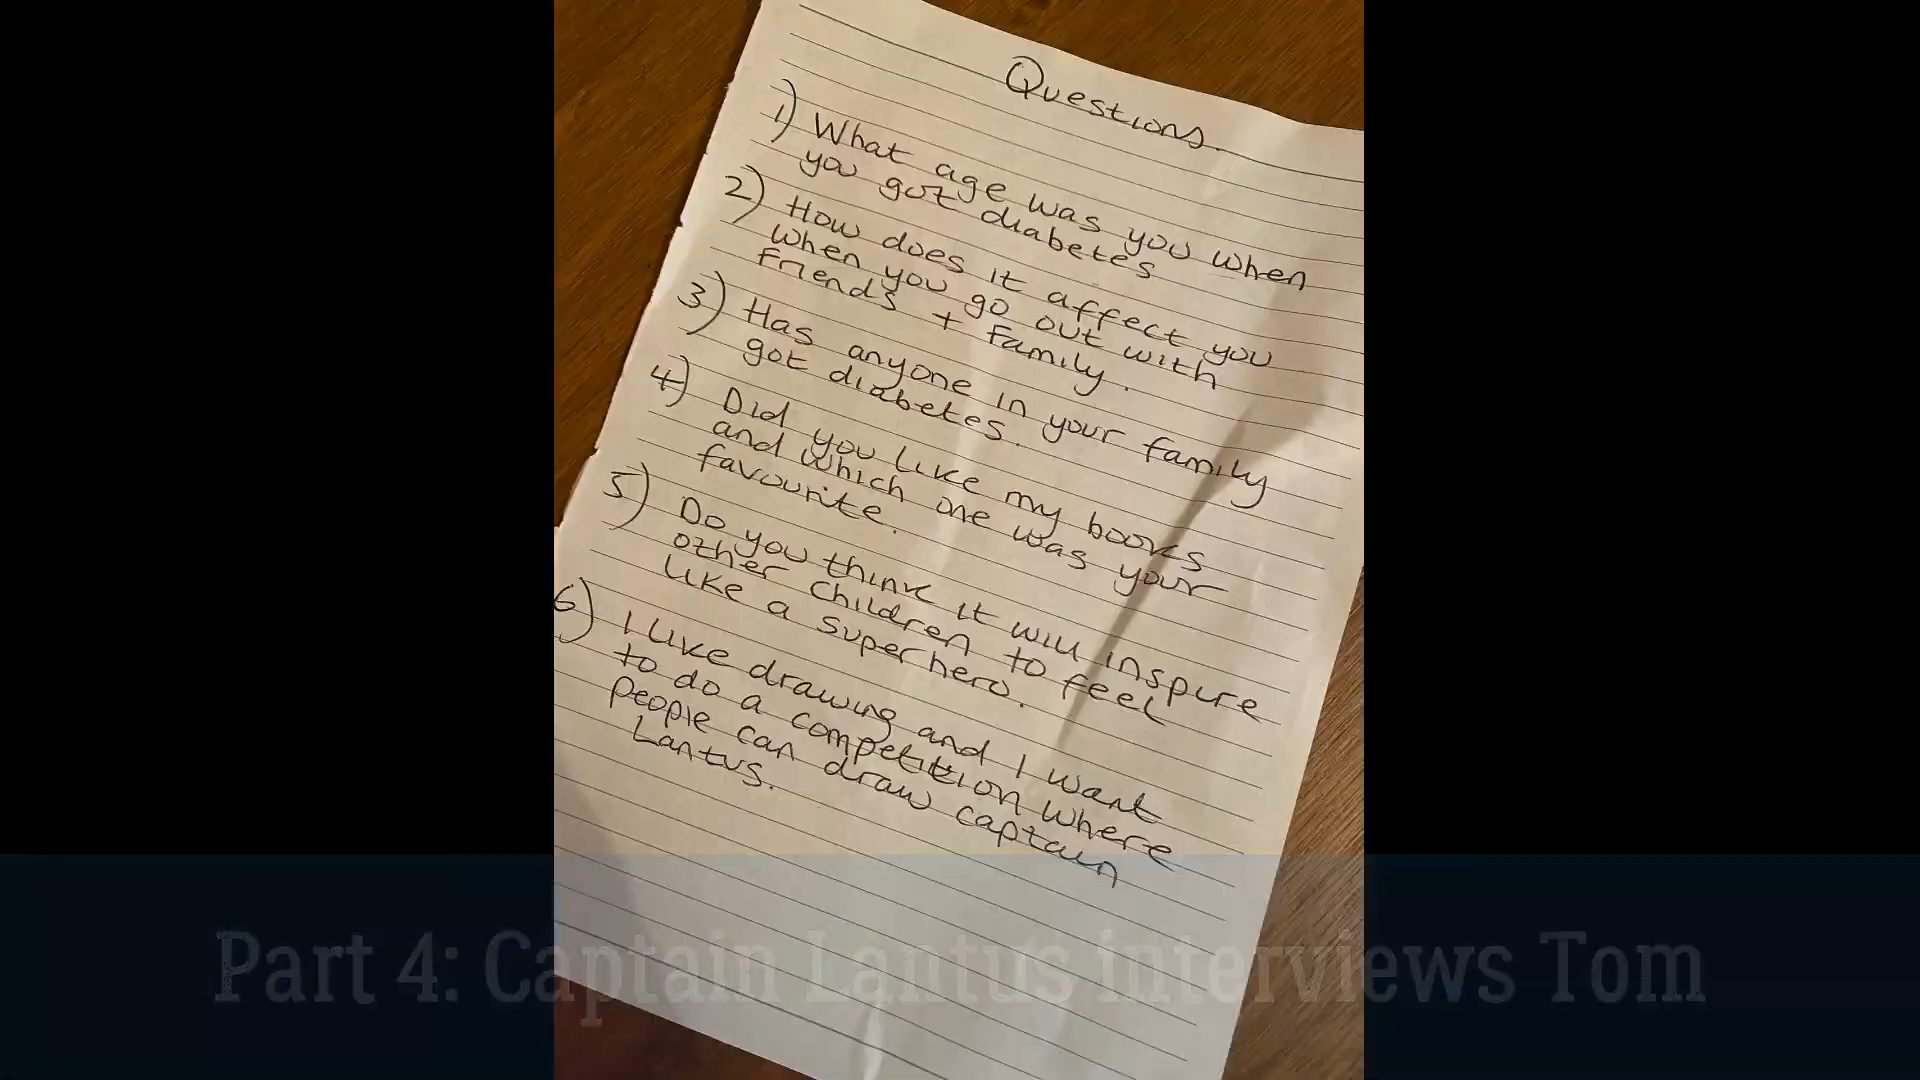 Questions.
1) What age was you when
you got diabetes
2) How does it affect you
when you go out with
friends + family.
3) Has anyone in your family
got diabetes.
4) Did you like my books
and which one was your
favourite.
5) Do you think it will inspire
other children to feel
like a superhero.
6) I like drawing and I want
to do a competition where
people can draw captain
Lantus.
Part 4: Captain Lantus interviews Tom